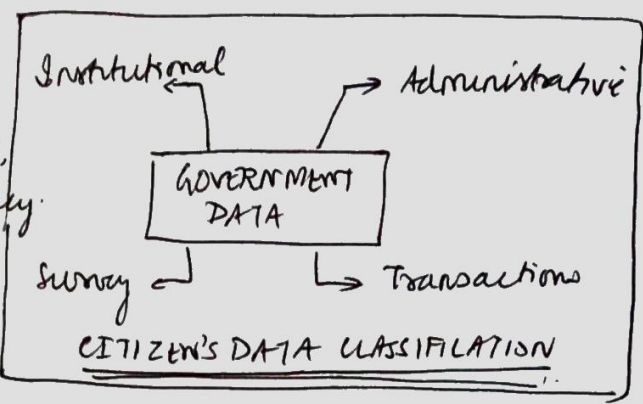 Institutional
Administrative
GOVERNMENT
DATA
Survey
Transactions
CITIZEN'S DATA CLASSIFICATION